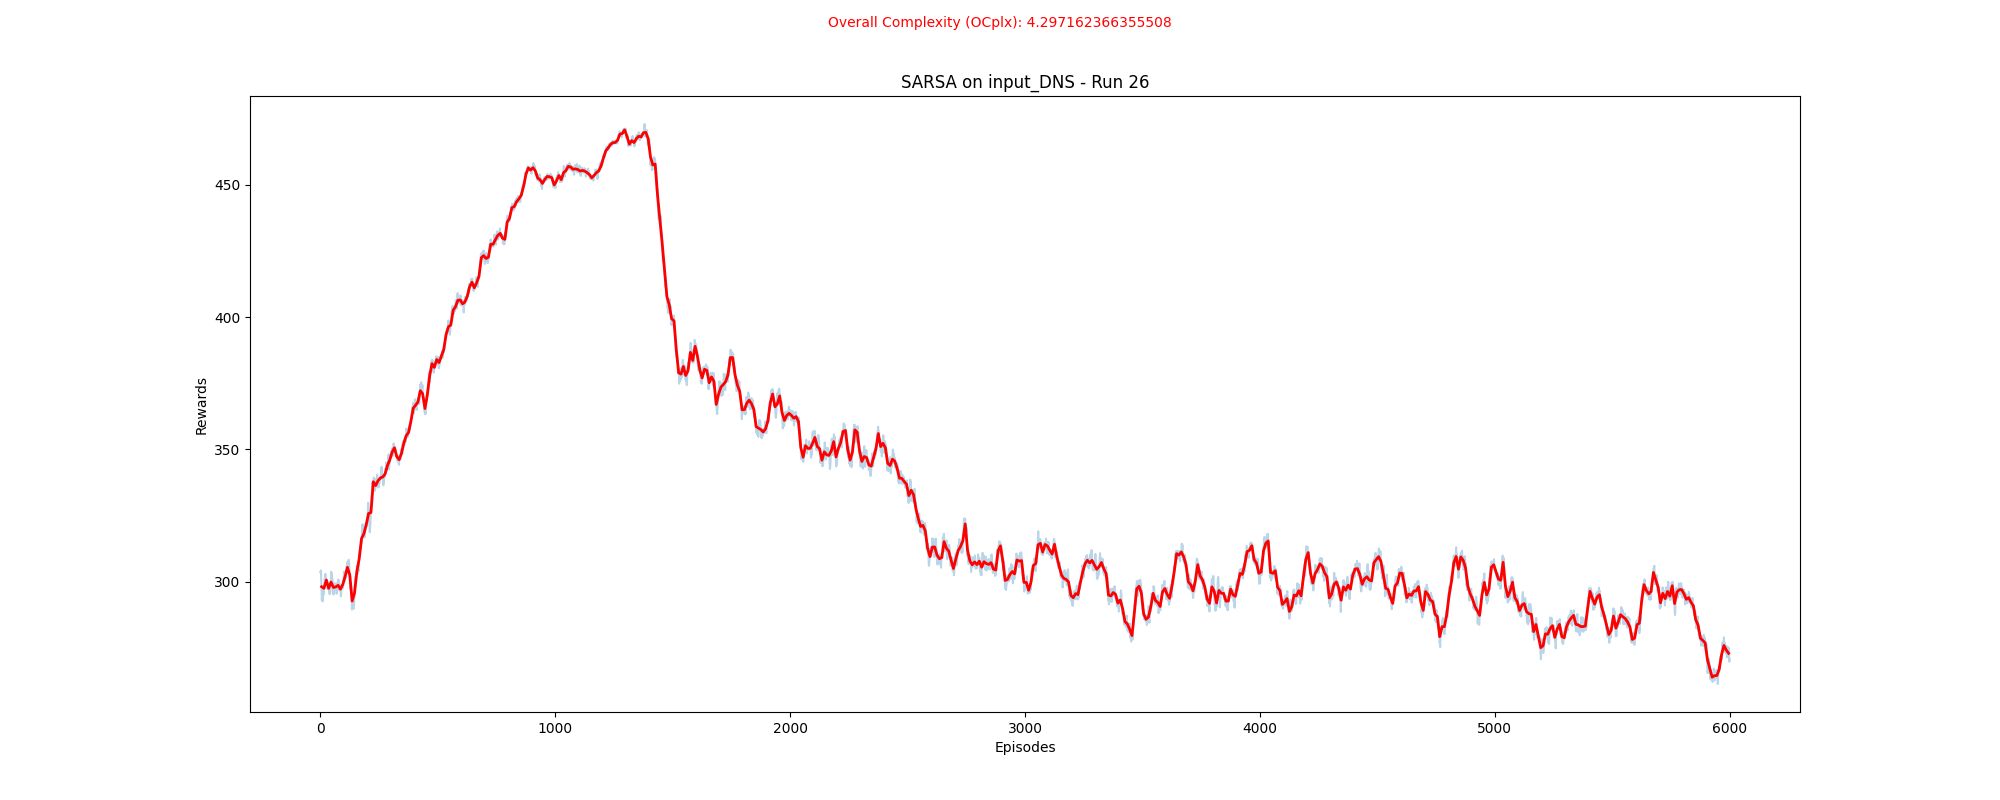 Overall Complexity (OCplx): 4.297162366355508
SARSA on input_DNS - Run 26
450
400
350
300
Rewards
0 1000 2000 3000 4000 5000 6000
Episodes